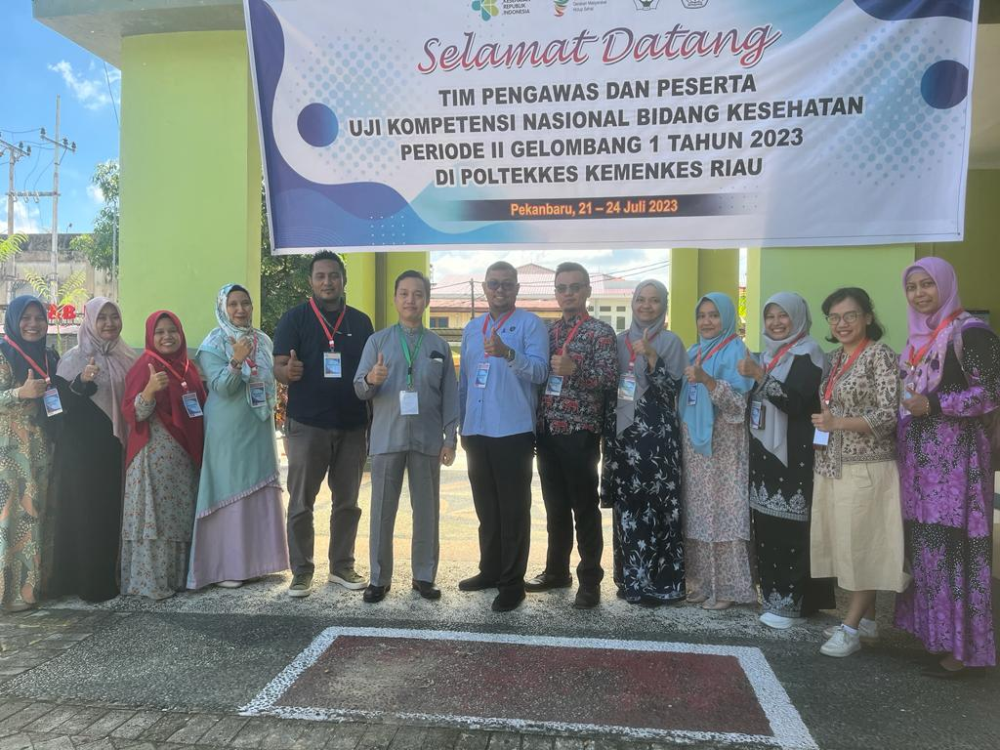 KESEHATAN
REPUBLIK
INDONESIA
Gerakan Masyarakat
Hidup Sehat
Selamat Datang
TIM PENGAWAS DAN PESERTA
UJI KOMPETENSI NASIONAL BIDANG KESEHATAN
PERIODE II GELOMBANG 1 TAHUN 2023
DI POLTEKKES KEMENKES RIAU
Pekanbaru, 21 – 24 Juli 2023